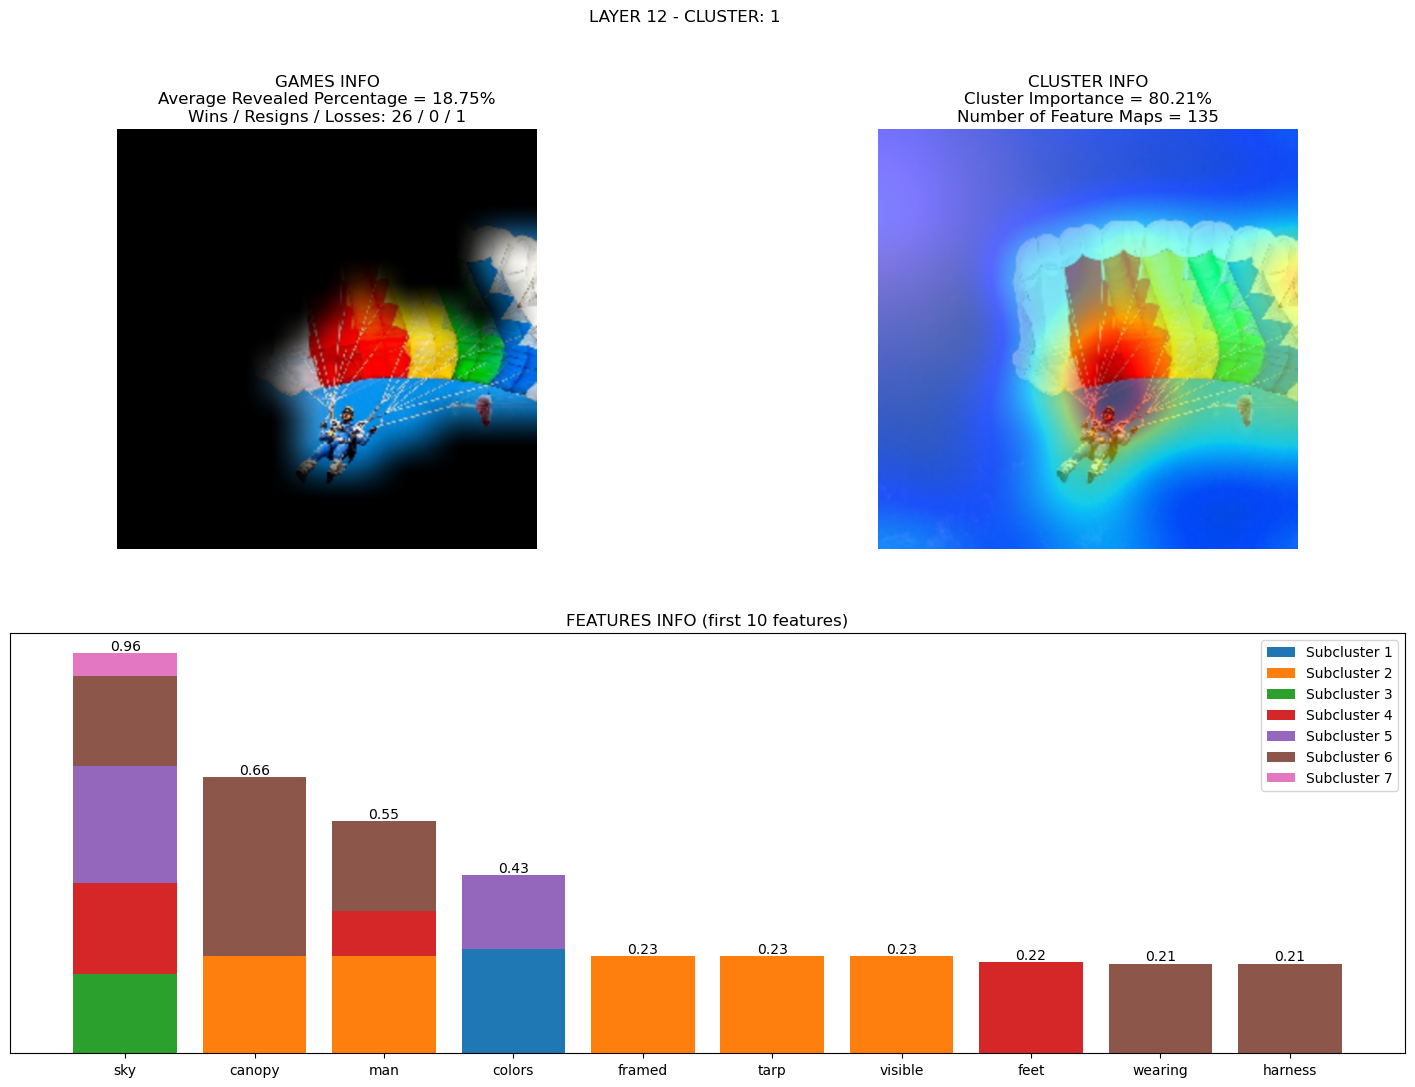 LAYER 12 - CLUSTER: 1
GAMES INFO
Average Revealed Percentage = 18.75%
Wins / Resigns / Losses: 26 / 0 / 1
CLUSTER INFO
Cluster Importance = 80.21%
Number of Feature Maps = 135
FEATURES INFO (first 10 features)
0.96
0.66
0.55
0.43
0.23
0.23
0.23
0.22
0.21
0.21
Subcluster 1
Subcluster 2
Subcluster 3
Subcluster 4
Subcluster 5
Subcluster 6
Subcluster 7
sky
canopy
man
colors
framed
tarp
visible
feet
wearing
harness